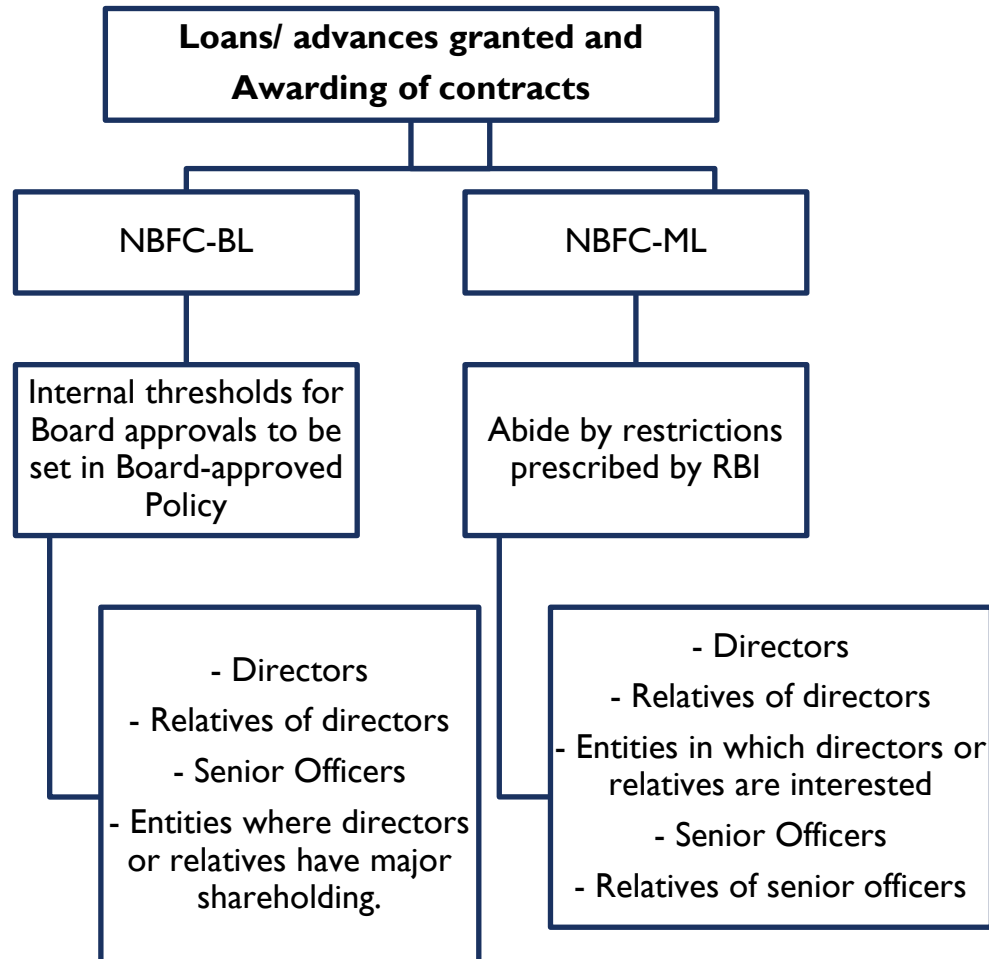 Loans/ advances granted and
Awarding of contracts
NBFC-BL
NBFC-ML
Internal thresholds for
Board approvals to be
set in Board-approved
Policy
Abide by restrictions
prescribed by RBI
- Directors
- Relatives of directors
- Senior Officers
- Entities where directors
or relatives have major
shareholding.
- Directors
- Relatives of directors
- Entities in which directors or
relatives are interested
- Senior Officers
- Relatives of senior officers